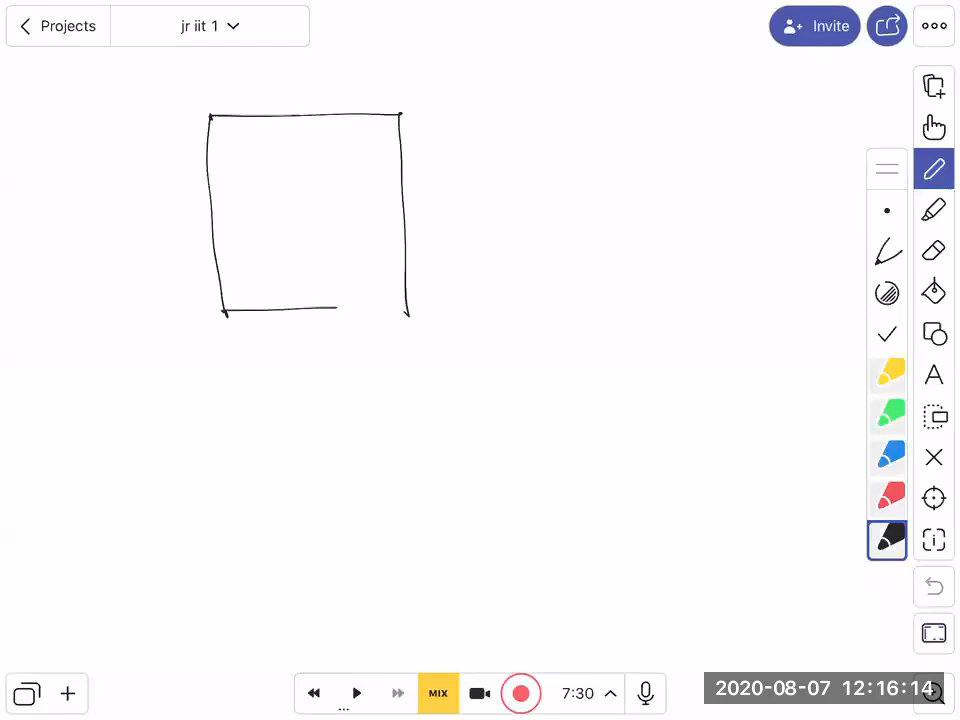 Projects
jr iit 1
Invite
A
MIX
7:30
2020-08-07 12:16:14